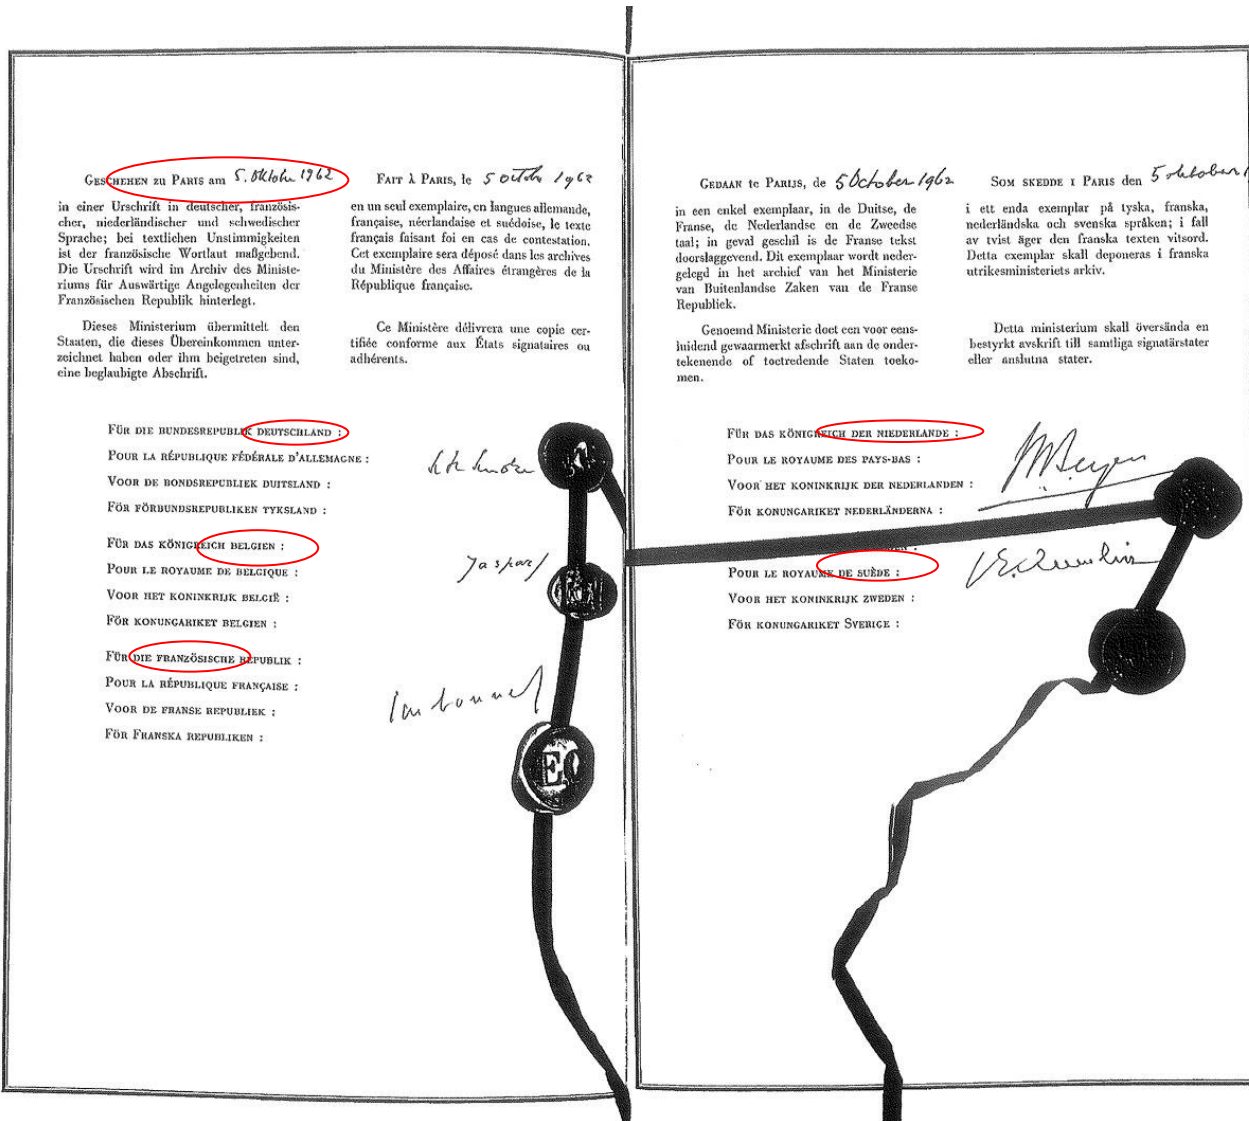 GESCHEHEN zu PARIS am 5. Oktober 1962
in einer Urschrift in deutscher, französis-
cher, niederländischer und schwedischer
Sprache; bei textlichen Unstimmigkeiten
ist der französische Wortlaut maßgebend.
Die Urschrift wird im Archiv des Ministe-
riums für Auswärtige Angelegenheiten der
Französischen Republik hinterlegt.
Dieses Ministerium übermittelt den
Staaten, die dieses Übereinkommen unter-
zeichnet haben oder ihm beigetreten sind,
eine beglaubigte Abschrift.
FAIT À PARIS, le 5 octobre 1962
en un seul exemplaire, en langues allemande,
française, néerlandaise et suédoise, le texte
français faisant foi en cas de contestation.
Cet exemplaire sera déposé dans les archives
du Ministère des Affaires étrangères de la
République française.
Ce Ministère délivrera une copie cer-
tifiée conforme aux États signataires ou
adhérents.
FÜR DIE BUNDESREPUBLIK DEUTSCHLAND :
POUR LA RÉPUBLIQUE FÉDÉRALE D'ALLEMAGNE :
VOOR DE BONDSREPUBLIEK DUITSLAND :
FÖR FÖRBUNDSREPUBLIKEN TYKSLAND :
FÜR DAS KÖNIGREICH BELGIEN :
POUR LE ROYAUME DE BELGIQUE :
Jaspar
VOOR HET KONINKRIJK BELGIË :
FÖR KONUNGARIKET BELGIEN :
FÜR DIE FRANZÖSISCHE REPUBLIK :
POUR LA RÉPUBLIQUE FRANÇAISE :
VOOR DE FRANSE REPUBLIEK :
FÖR FRANSKA REPUBLIKEN :
GEDAAN te PARIJS, de 5 October 1962
in een enkel exemplaar, in de Duitse, de
Franse, de Nederlandse en de Zweedse
taal; in geval geschil is de Franse tekst
doorslaggevend. Dit exemplaar wordt neder-
gelegd in het archief van het Ministerie
van Buitenlandse Zaken van de Franse
Republiek.
Genoemd Ministerie doet een voor eens-
luidend gewaarmerkt afschrift aan de onder-
tekenende of toetredende Staten toeko-
men.
SOM SKEDDE I PARIS den 5 oktober 1
i ett enda exemplar på tyska, franska,
nederländska och svenska språken; i fall
av tvist äger den franska texten vitsord.
Detta exemplar skall deponeras i franska
utrikesministeriets arkiv.
Detta ministerium skall översända en
bestyrkt avskrift till samtliga signatärstater
eller anslutna stater.
FÜR DAS KÖNIGREICH DER NIEDERLANDE :
POUR LE ROYAUME DES PAYS-BAS :
VOOR HET KONINKRIJK DER NEDERLANDEN :
FÖR KONUNGARIKET NEDERLÄNDERNA :
POUR LE ROYAUME DE SUÈDE :
VOOR HET KONINKRIJK ZWEDEN :
FÖR KONUNGARIKET SVERIGE :